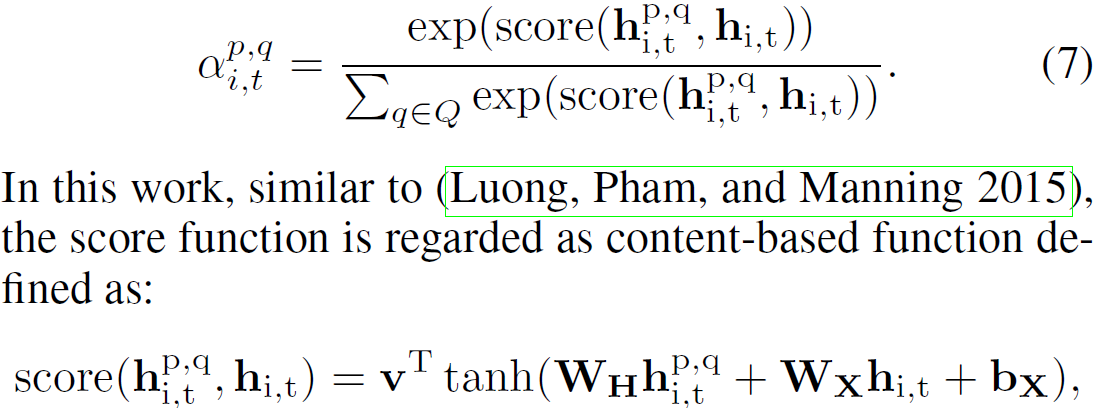 $\alpha_{i,t}^{p,q} = \frac{\exp(\mathrm{score}(\mathbf{h}_{\mathrm{i,t}}^{\mathrm{p,q}}, \mathbf{h}_{\mathrm{i,t}}))}{\sum_{q \in Q} \exp(\mathrm{score}(\mathbf{h}_{\mathrm{i,t}}^{\mathrm{p,q}}, \mathbf{h}_{\mathrm{i,t}}))}.$ (7)
In this work, similar to (Luong, Pham, and Manning 2015),
the score function is regarded as content-based function de-
fined as:
$\mathrm{score}(\mathbf{h}_{\mathrm{i,t}}^{\mathrm{p,q}}, \mathbf{h}_{\mathrm{i,t}}) = \mathbf{v}^{\mathrm{T}} \tanh(\mathbf{W_H} \mathbf{h}_{\mathrm{i,t}}^{\mathrm{p,q}} + \mathbf{W_X} \mathbf{h}_{\mathrm{i,t}} + \mathbf{b_X}),$